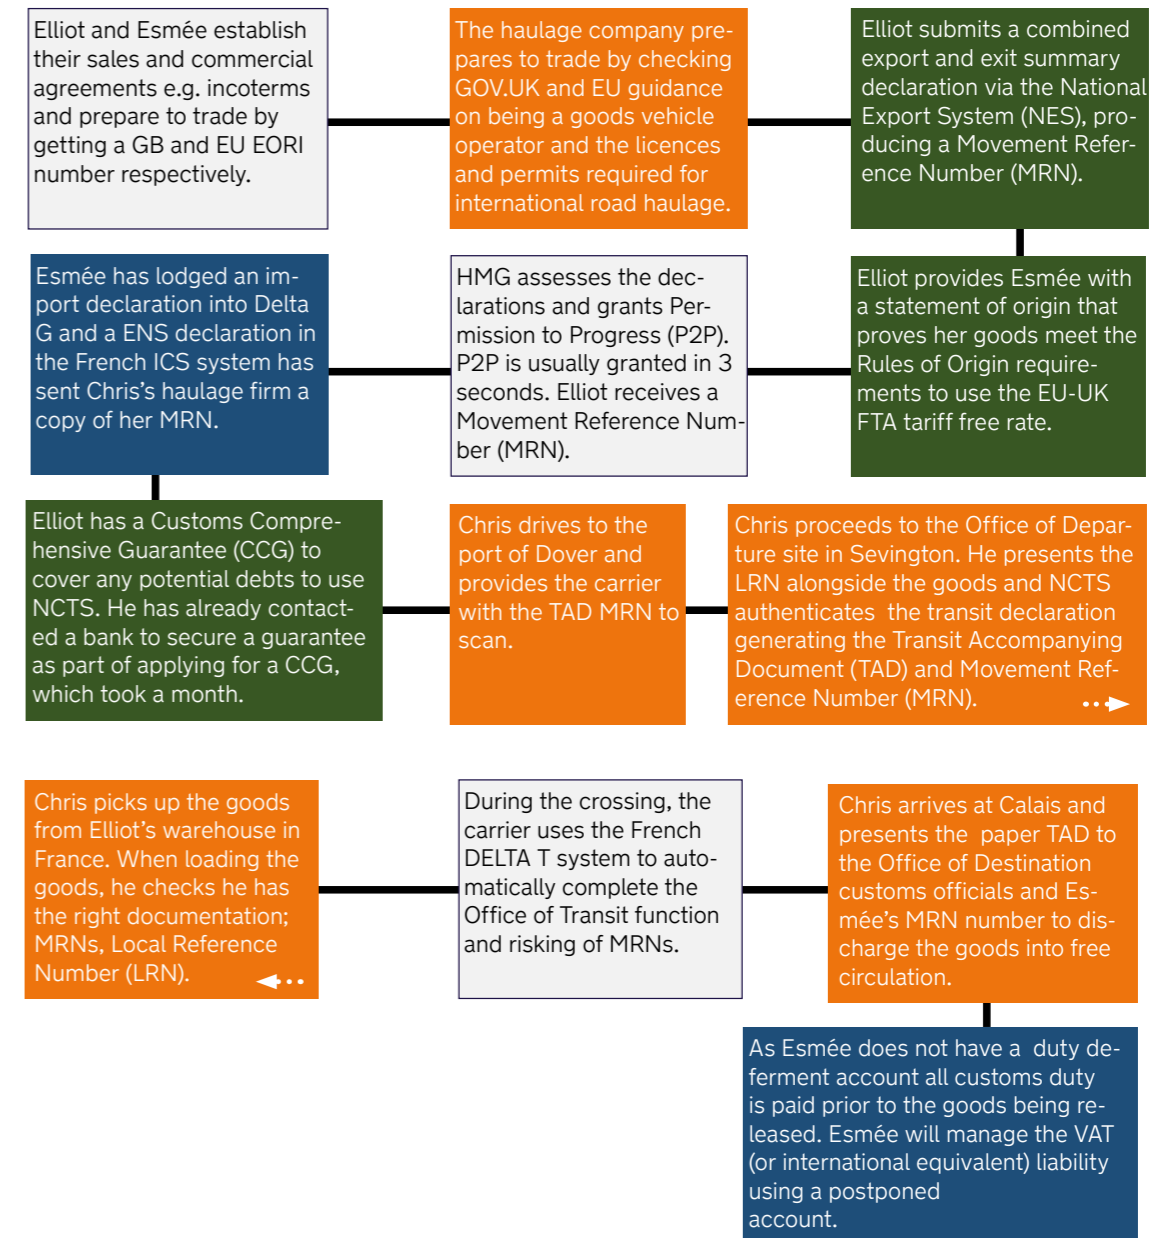 Elliot and Esmée establish
their sales and commercial
agreements e.g. incoterms
and prepare to trade by
getting a GB and EU EORI
number respectively.
The haulage company pre-
pares to trade by checking
GOV.UK and EU guidance
on being a goods vehicle
operator and the licences
and permits required for
international road haulage.
Elliot submits a combined
export and exit summary
declaration via the National
Export System (NES), pro-
ducing a Movement Refer-
ence Number (MRN).
Esmée has lodged an im-
port declaration into Delta
G and a ENS declaration in
the French ICS system has
sent Chris's haulage firm a
copy of her MRN.
HMG assesses the dec-
larations and grants Per-
mission to Progress (P2P).
P2P is usually granted in 3
seconds. Elliot receives a
Movement Reference Num-
ber (MRN).
Elliot provides Esmée with
a statement of origin that
proves her goods meet the
Rules of Origin require-
ments to use the EU-UK
FTA tariff free rate.
Elliot has a Customs Compre-
hensive Guarantee (CCG) to
cover any potential debts to use
NCTS. He has already contact-
ed a bank to secure a guarantee
as part of applying for a CCG,
which took a month.
Chris drives to the
port of Dover and
provides the carrier
with the TAD MRN to
scan.
Chris proceeds to the Office of Depar-
ture site in Sevington. He presents the
LRN alongside the goods and NCTS
authenticates the transit declaration
generating the Transit Accompanying
Document (TAD) and Movement Ref-
erence Number (MRN).
Chris picks up the goods
from Elliot's warehouse in
France. When loading the
goods, he checks he has
the right documentation;
MRNs, Local Reference
Number (LRN).
During the crossing, the
carrier uses the French
DELTA T system to auto-
matically complete the
Office of Transit function
and risking of MRNs.
Chris arrives at Calais and
presents the paper TAD to
the Office of Destination
customs officials and Es-
mée's MRN number to dis-
charge the goods into free
circulation.
As Esmée does not have a duty de-
ferment account all customs duty
is paid prior to the goods being re-
leased. Esmée will manage the VAT
(or international equivalent) liability
using a postponed
account.